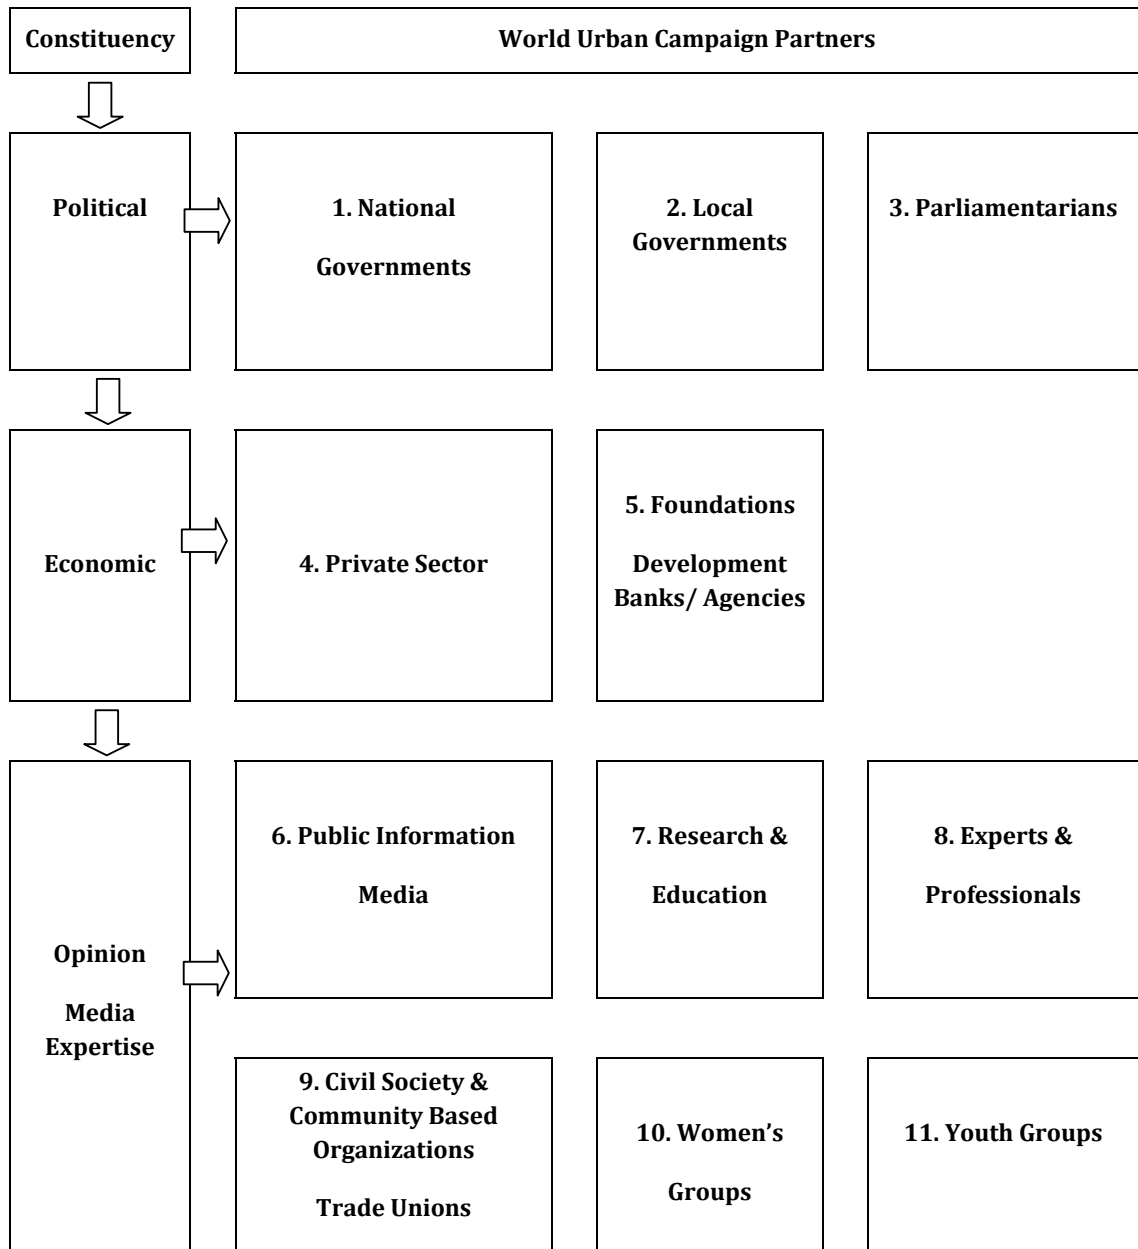 Constituency
World Urban Campaign Partners
Political
1. National
Governments
2. Local
Governments
3. Parliamentarians
Economic
4. Private Sector
5. Foundations
Development
Banks/ Agencies
Opinion
Media
Expertise
6. Public Information
Media
7. Research &
Education
8. Experts &
Professionals
9. Civil Society &
Community Based
Organizations
Trade Unions
10. Women’s
Groups
11. Youth Groups